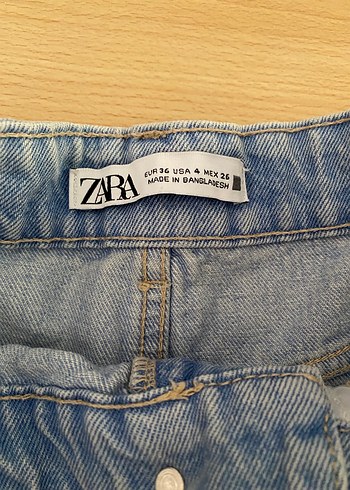 ZARA
EUR 36 USA 4 MEX 26
MADE IN BANGLADESH